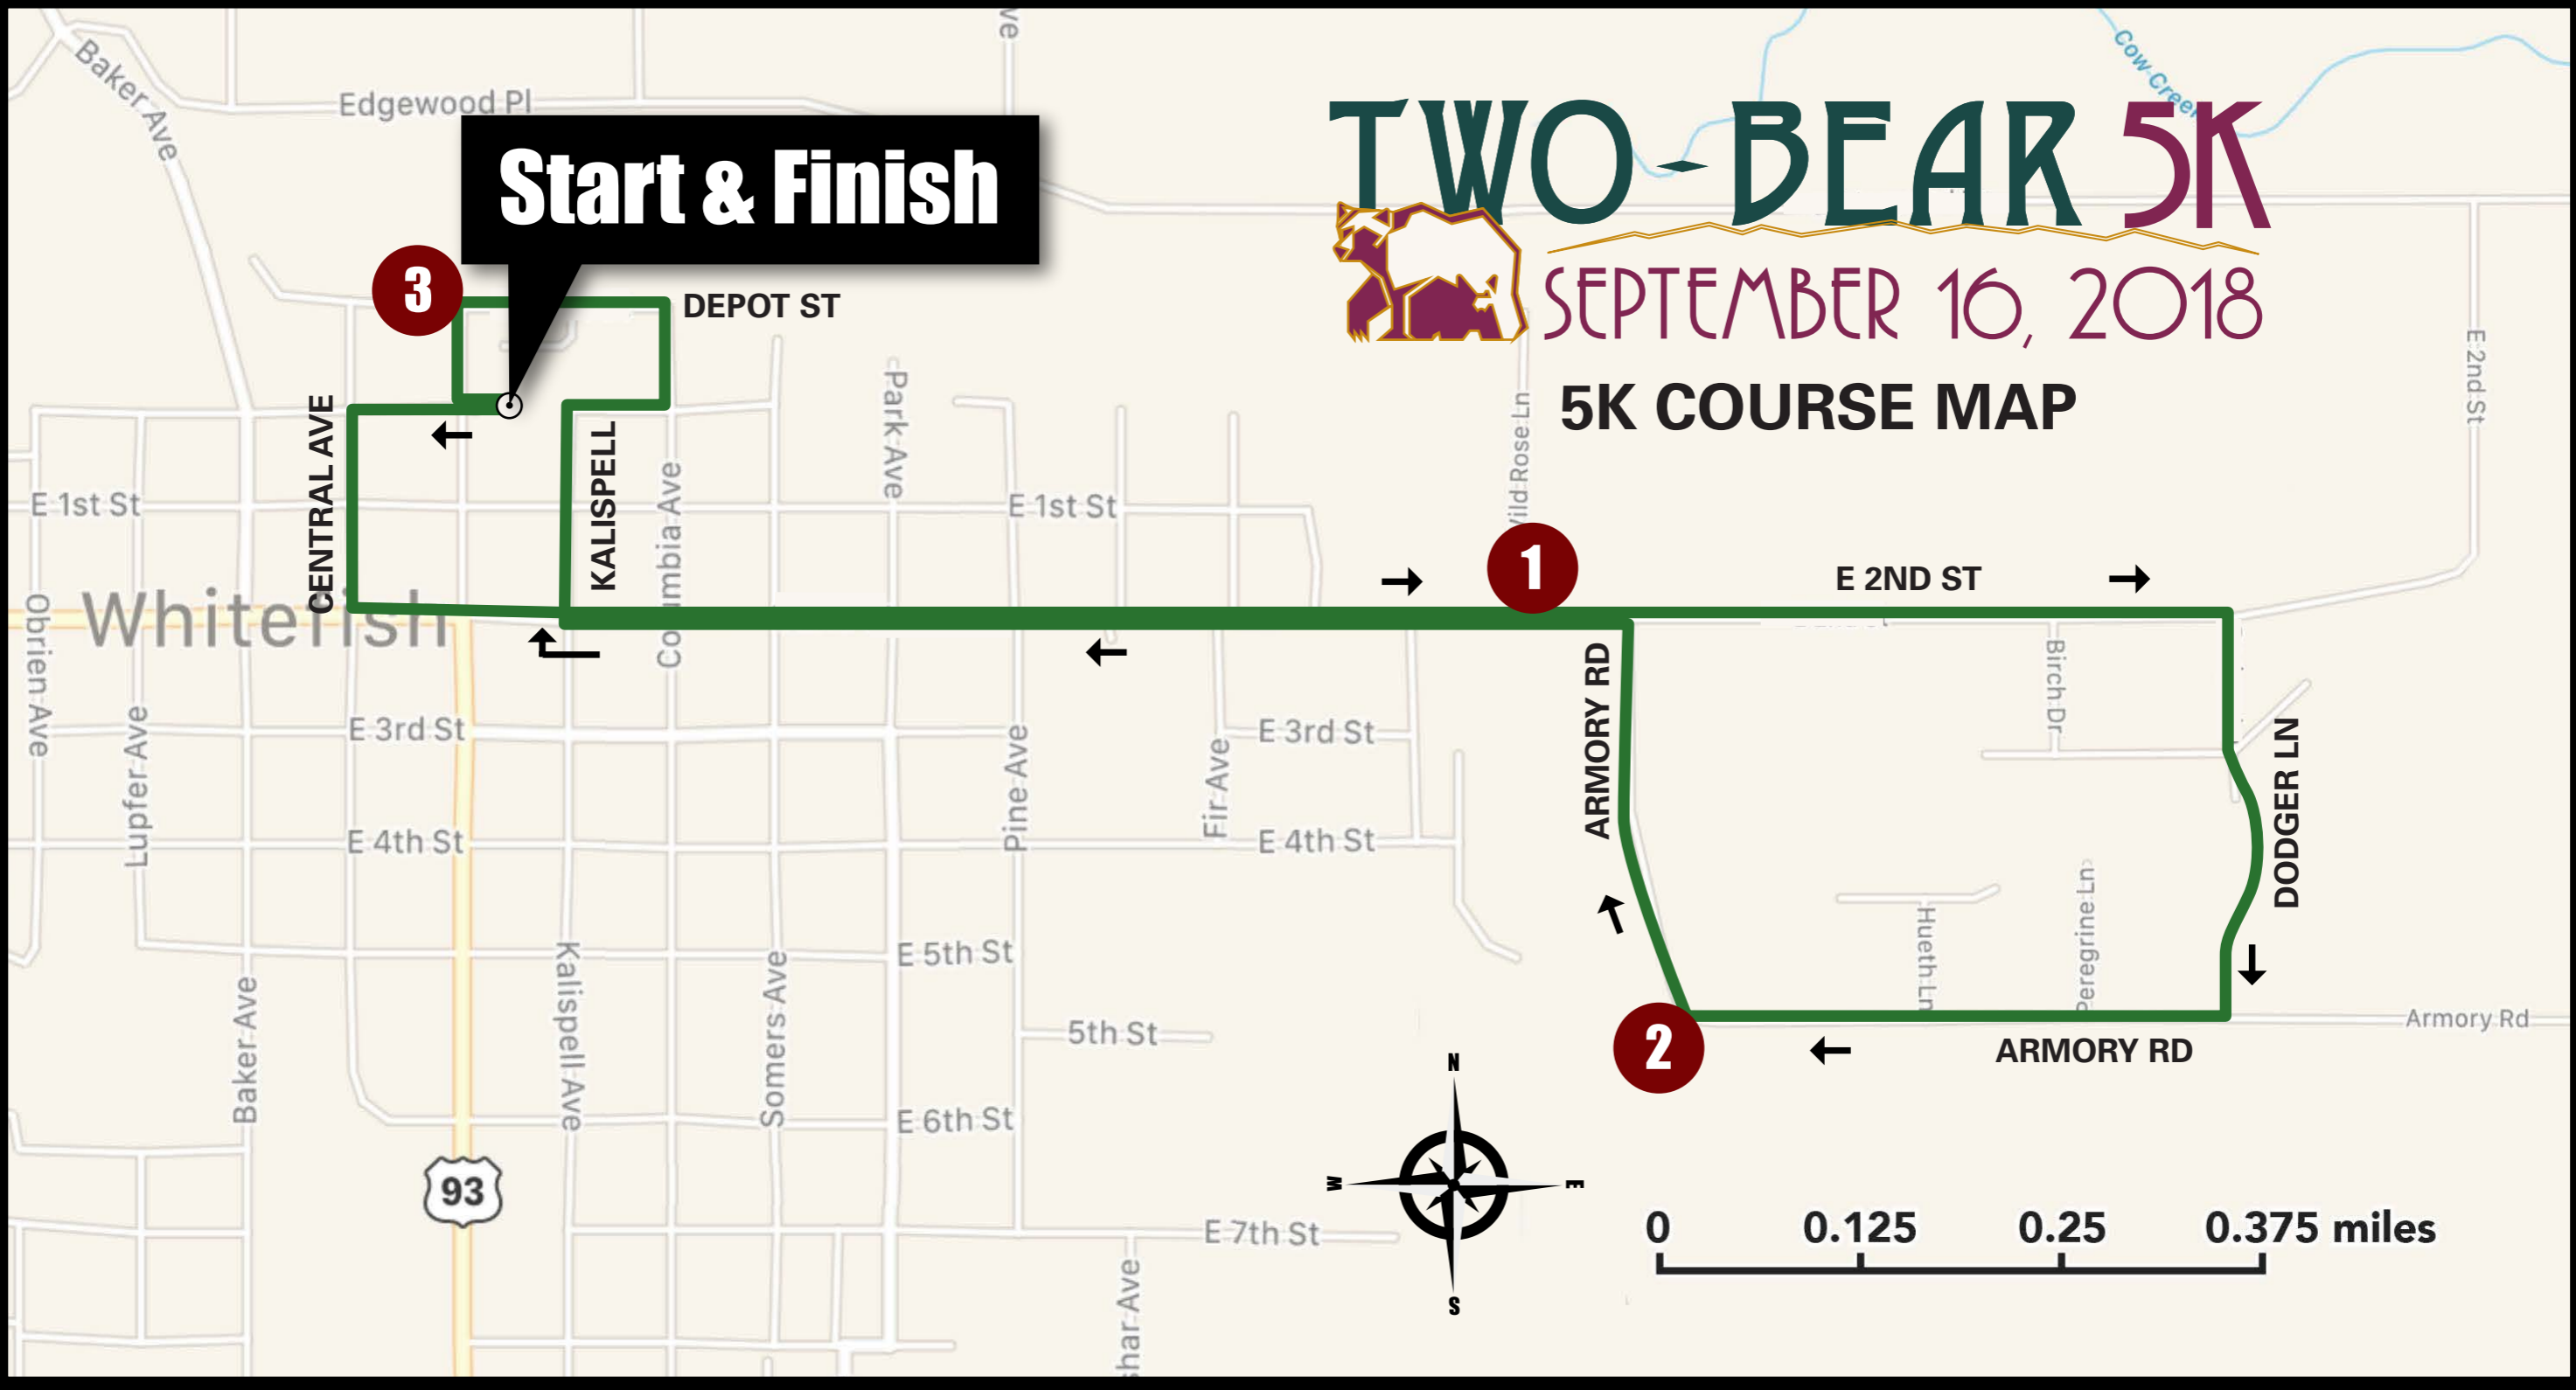 Baker Ave
Edgewood Pl
ve
Cow Creek
TWO-BEAR 5K
SEPTEMBER 16, 2018
5K COURSE MAP
Start & Finish
3
DEPOT ST
CENTRAL AVE
KALISPELL
Park Ave
E 2nd St
E 1st St
E 1st St
1
E 2ND ST
Whitefish
Obrien Ave
Lupfer Ave
E 3rd St
E 3rd St
ARMORY RD
Birch Dr
DODGER LN
E 4th St
E 4th St
Pine Ave
Fir Ave
Hueth Ln
Peregrine Ln
E 5th St
Baker Ave
Kalispell Ave
Somers Ave
5th St
2
ARMORY RD
Armory Rd
E 6th St
93
E 7th St
N
W
E
S
0 0.125 0.25 0.375 miles